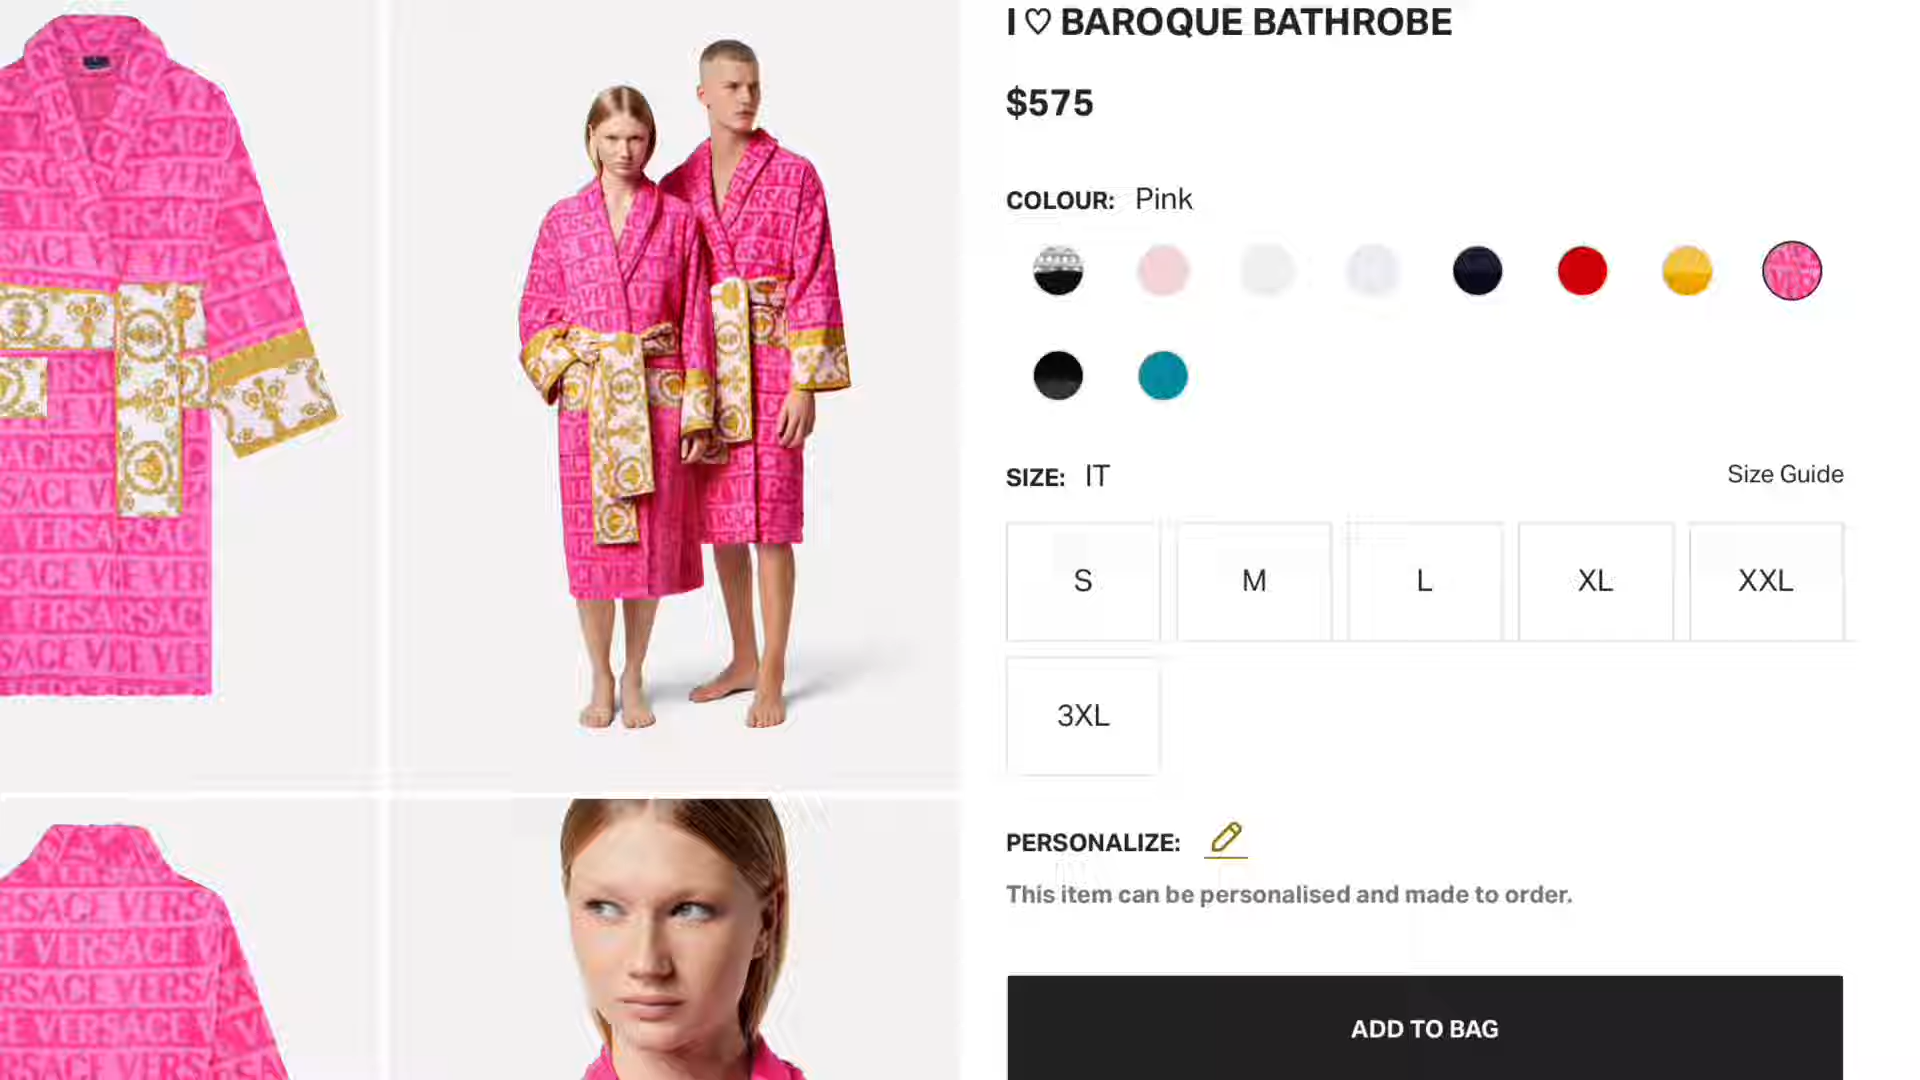 I ♡ BAROQUE BATHROBE
$575
COLOUR: Pink
SIZE: IT
Size Guide
S
M
L
XL
XXL
3XL
PERSONALIZE:
This item can be personalised and made to order.
ADD TO BAG